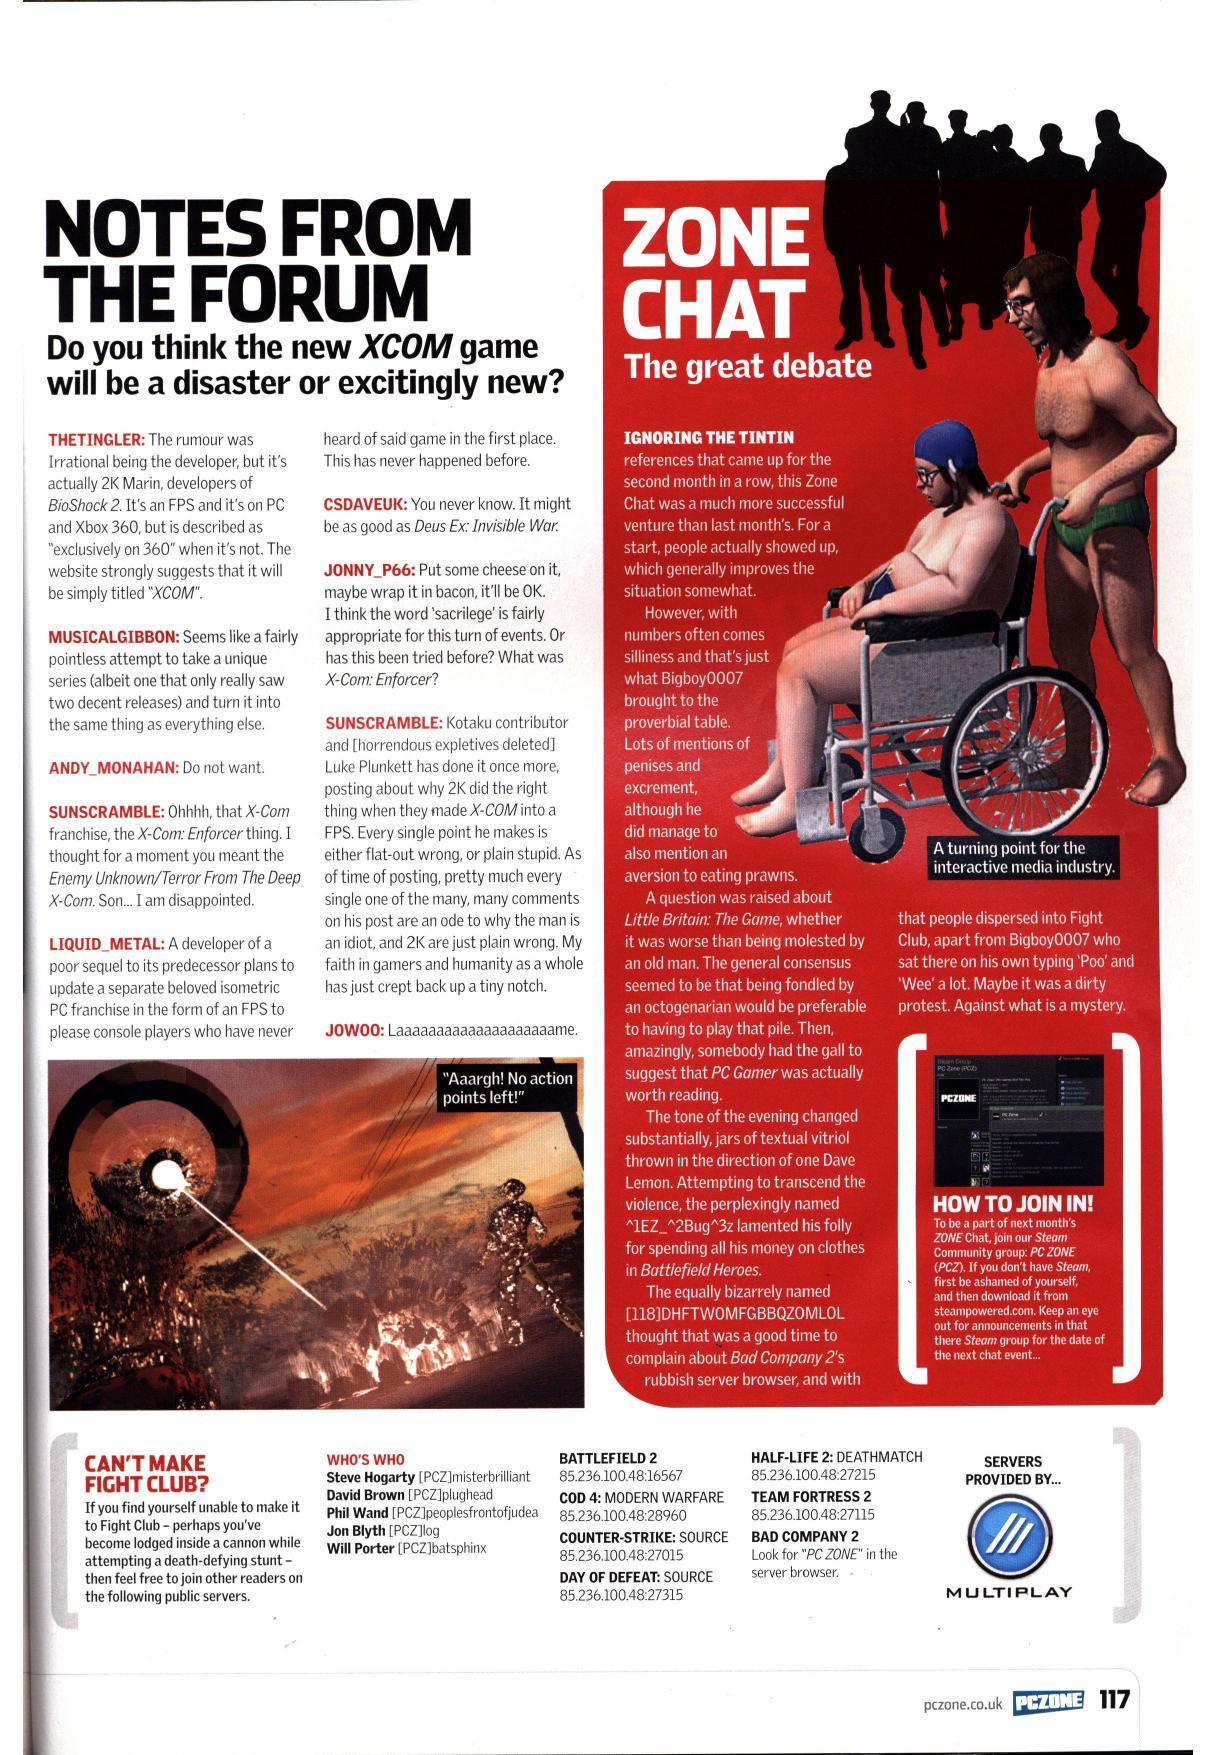 NOTES FROM
THE FORUM
Do you think the new XCOM game
will be a disaster or excitingly new?
THETINGLER: The rumour was
Irrational being the developer, but it's
actually 2K Marin, developers of
BioShock 2. It's an FPS and it's on PC
and Xbox 360, but is described as
"exclusively on 360" when it's not. The
website strongly suggests that it will
be simply titled "XCOM".
MUSICALGIBBON: Seems like a fairly
pointless attempt to take a unique
series (albeit one that only really saw
two decent releases) and turn it into
the same thing as everything else.
ANDY_MONAHAN: Do not want.
SUNSCRAMBLE: Ohhhh, that X-Com
franchise, the X-Com: Enforcer thing. I
thought for a moment you meant the
Enemy Unknown/Terror From The Deep
X-Com. Son... I am disappointed.
LIQUID_METAL: A developer of a
poor sequel to its predecessor plans to
update a separate beloved isometric
PC franchise in the form of an FPS to
please console players who have never
heard of said game in the first place.
This has never happened before.
CSDAVEUK: You never know. It might
be as good as Deus Ex: Invisible War.
JONNY_P66: Put some cheese on it,
maybe wrap it in bacon, it'll be OK.
I think the word 'sacrilege' is fairly
appropriate for this turn of events. Or
has this been tried before? What was
X-Com: Enforcer?
SUNSCRAMBLE: Kotaku contributor
and [horrendous expletives deleted]
Luke Plunkett has done it once more,
posting about why 2K did the right
thing when they made X-COM into a
FPS. Every single point he makes is
either flat-out wrong, or plain stupid. As
of time of posting, pretty much every
single one of the many, many comments
on his post are an ode to why the man is
an idiot, and 2K are just plain wrong. My
faith in gamers and humanity as a whole
has just crept back up a tiny notch.
JOWOO: Laaaaaaaaaaaaaaaaaaaame.
"Aaargh! No action
points left!"
ZONE
CHAT
The great debate
IGNORING THE TINTIN
references that came up for the
second month in a row, this Zone
Chat was a much more successful
venture than last month's. For a
start, people actually showed up,
which generally improves the
situation somewhat.
However, with
numbers often comes
silliness and that's just
what Bigboy0007
brought to the
proverbial table.
Lots of mentions of
penises and
excrement,
although he
did manage to
also mention an
aversion to eating prawns.
A question was raised about
Little Britain: The Game, whether
it was worse than being molested by
an old man. The general consensus
seemed to be that being fondled by
an octogenarian would be preferable
to having to play that pile. Then,
amazingly, somebody had the gall to
suggest that PC Gamer was actually
worth reading.
The tone of the evening changed
substantially, jars of textual vitriol
thrown in the direction of one Dave
Lemon. Attempting to transcend the
violence, the perplexingly named
^1EZ_^2Bug^3z lamented his folly
for spending all his money on clothes
in Battlefield Heroes.
The equally bizarrely named
[118]DHFTWOMFGBBQZOMLOL
thought that was a good time to
complain about Bad Company 2's
rubbish server browser, and with
A turning point for the
interactive media industry.
that people dispersed into Fight
Club, apart from Bigboy0007 who
sat there on his own typing 'Poo' and
'Wee' a lot. Maybe it was a dirty
protest. Against what is a mystery.
Steam Group
PC Zone (PCZ)
PCZONE
HOW TO JOIN IN!
To be a part of next month's
ZONE Chat, join our Steam
Community group: PC ZONE
(PCZ). If you don't have Steam,
first be ashamed of yourself,
and then download it from
steampowered.com. Keep an eye
out for announcements in that
there Steam group for the date of
the next chat event...
CAN'T MAKE
FIGHT CLUB?
If you find yourself unable to make it
to Fight Club – perhaps you've
become lodged inside a cannon while
attempting a death-defying stunt –
then feel free to join other readers on
the following public servers.
WHO'S WHO
Steve Hogarty [PCZ]misterbrilliant
David Brown [PCZ]plughead
Phil Wand [PCZ]peoplesfrontofjudea
Jon Blyth [PCZ]log
Will Porter [PCZ]batsphinx
BATTLEFIELD 2
85.236.100.48:16567
COD 4: MODERN WARFARE
85.236.100.48:28960
COUNTER-STRIKE: SOURCE
85.236.100.48:27015
DAY OF DEFEAT: SOURCE
85.236.100.48:27315
HALF-LIFE 2: DEATHMATCH
85.236.100.48:27215
TEAM FORTRESS 2
85.236.100.48:27115
BAD COMPANY 2
Look for "PC ZONE" in the
server browser.
SERVERS
PROVIDED BY...
MULTIPLAY
pczone.co.uk PCZONE 117